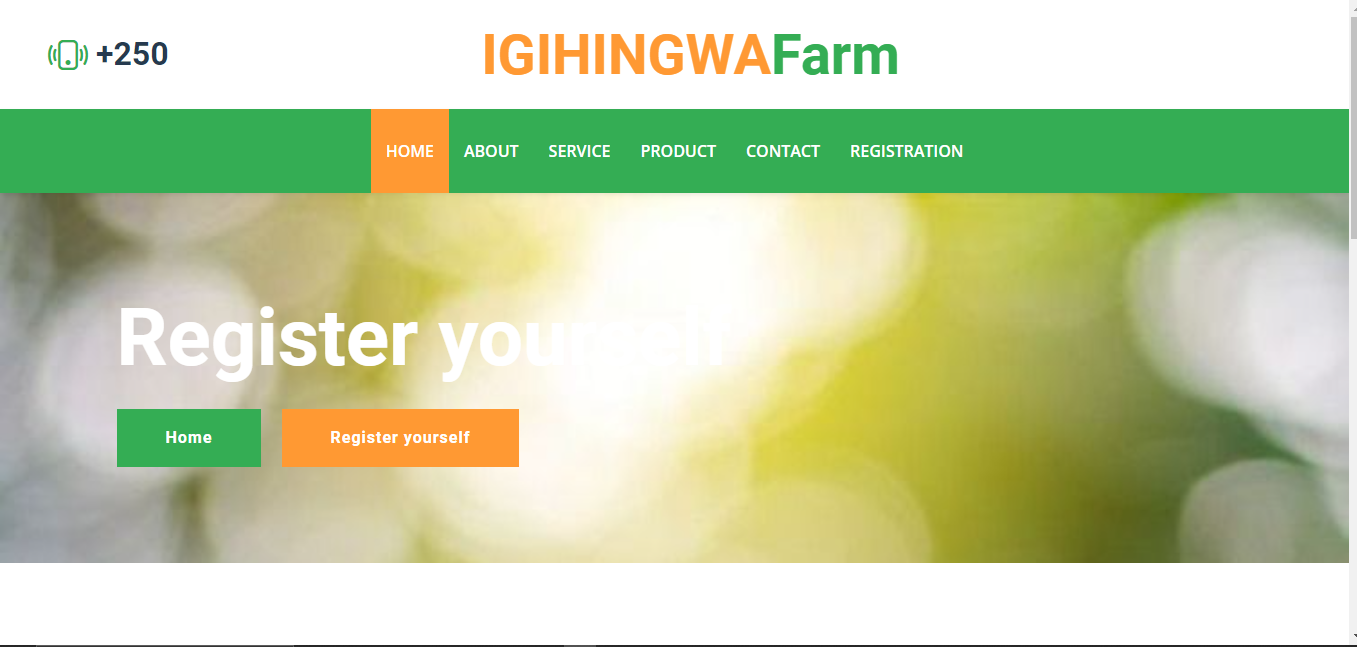 +250
IGIHINGWAFarm
HOME ABOUT SERVICE PRODUCT CONTACT REGISTRATION
Register yourself
Home Register yourself